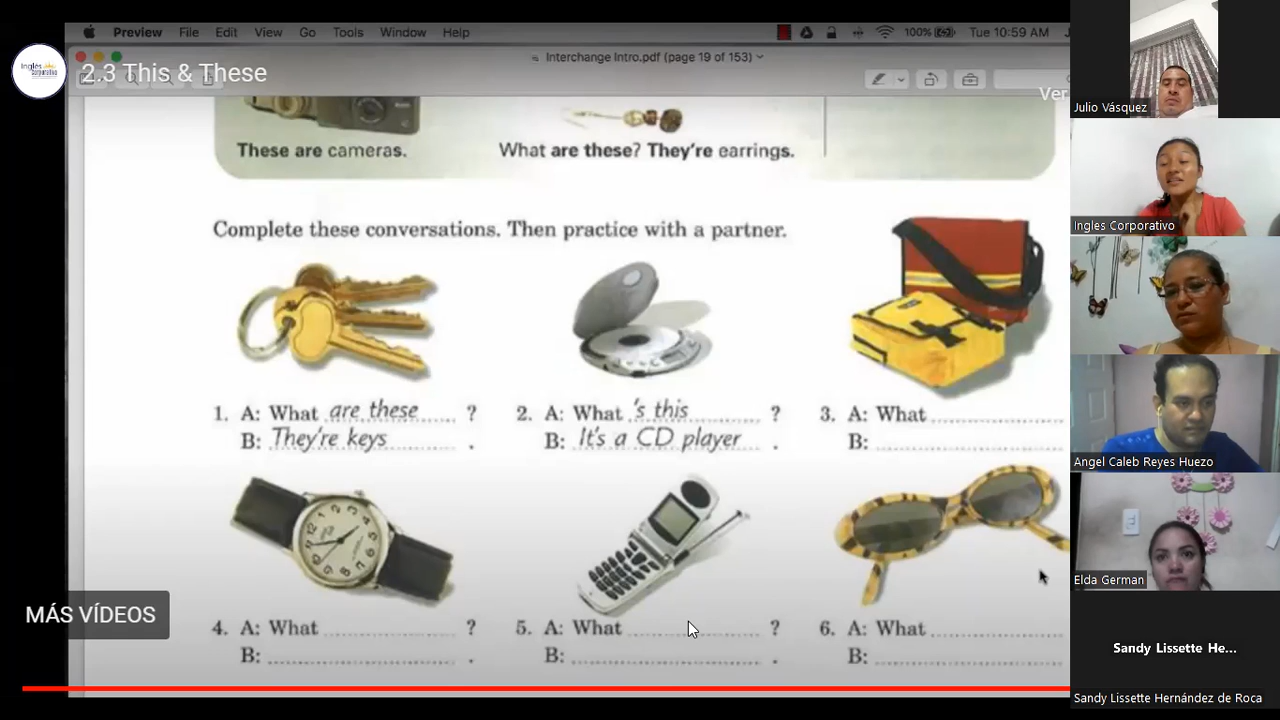 Preview File Edit View Go Tools Window Help 100% Tue 10:59 AM
Interchange Intro.pdf (page 19 of 153)
Inglés Corporativo
2.3 This & These
Ver
These are cameras.
What are these? They're earrings.
Complete these conversations. Then practice with a partner.
1. A: What are these ?
B: They're keys .
2. A: What 's this ?
B: It's a CD player .
3. A: What
B:
4. A: What ?
B: .
5. A: What ?
B: .
6. A: What
B:
MÁS VÍDEOS
Julio Vásquez
Ingles Corporativo
Angel Caleb Reyes Huezo
Elda German
Sandy Lissette He...
Sandy Lissette Hernández de Roca